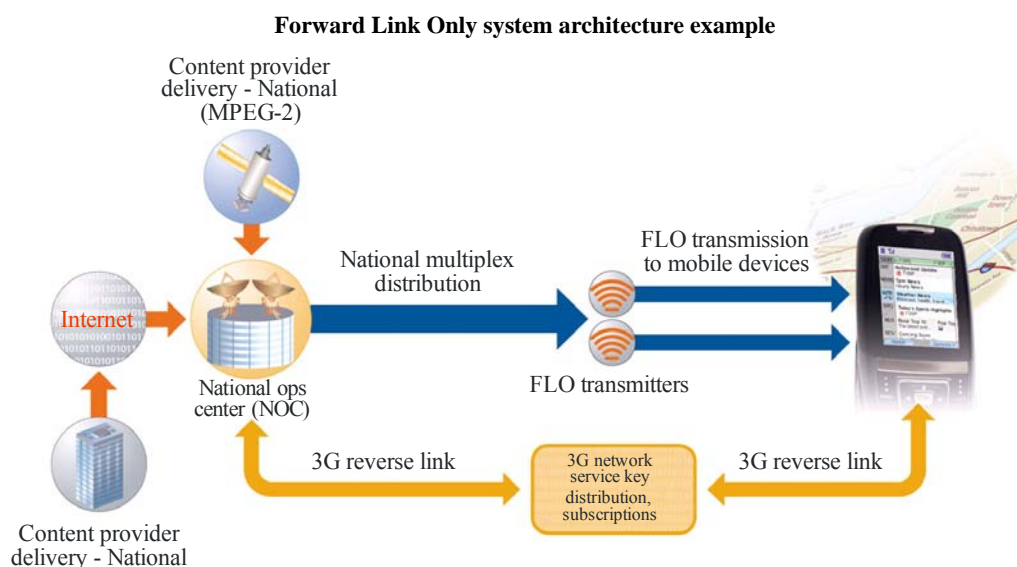 Forward Link Only system architecture example
Content provider
delivery - National
(MPEG-2)
FLO transmission
to mobile devices
National multiplex
distribution
Internet
National ops
center (NOC)
FLO transmitters
3G reverse link
3G network
service key
distribution,
subscriptions
3G reverse link
Content provider
delivery - National